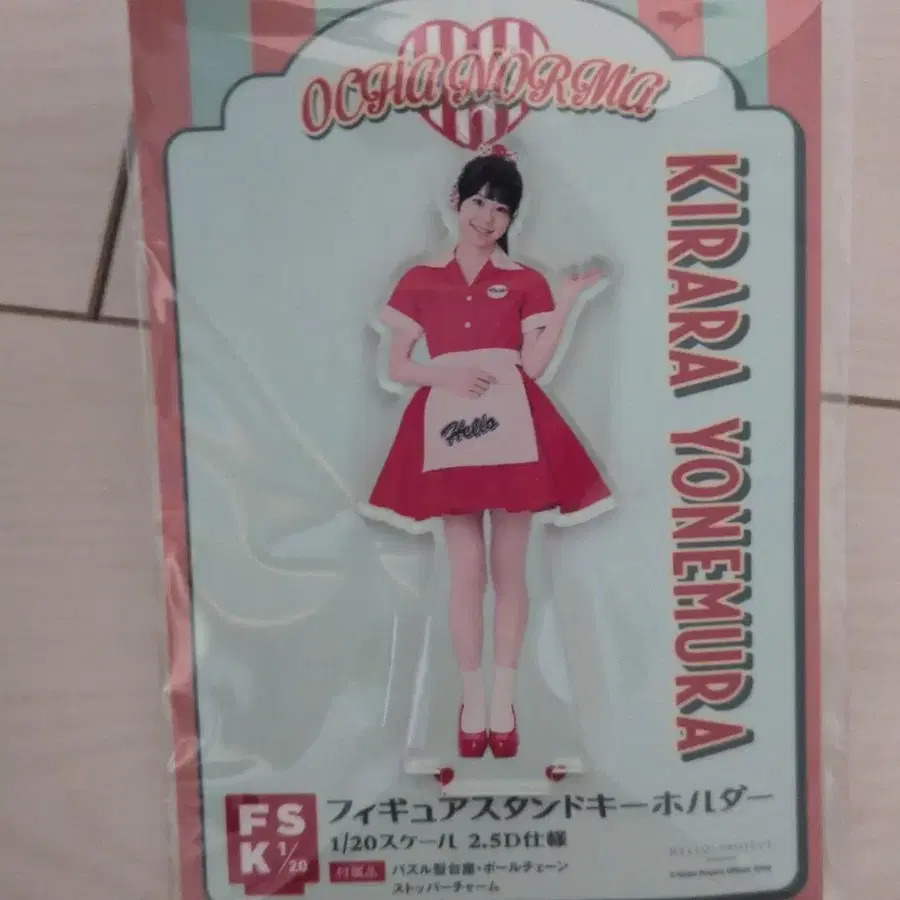 OCHA NORMA
KIRARA YONEMURA
Hello
FS
K 1/20
フィギュアスタンドキーホルダー
1/20スケール 2.5D仕様
付属品 パズル型台座・ボールチェーン
ストッパーチャーム
HELLO! PROJECT